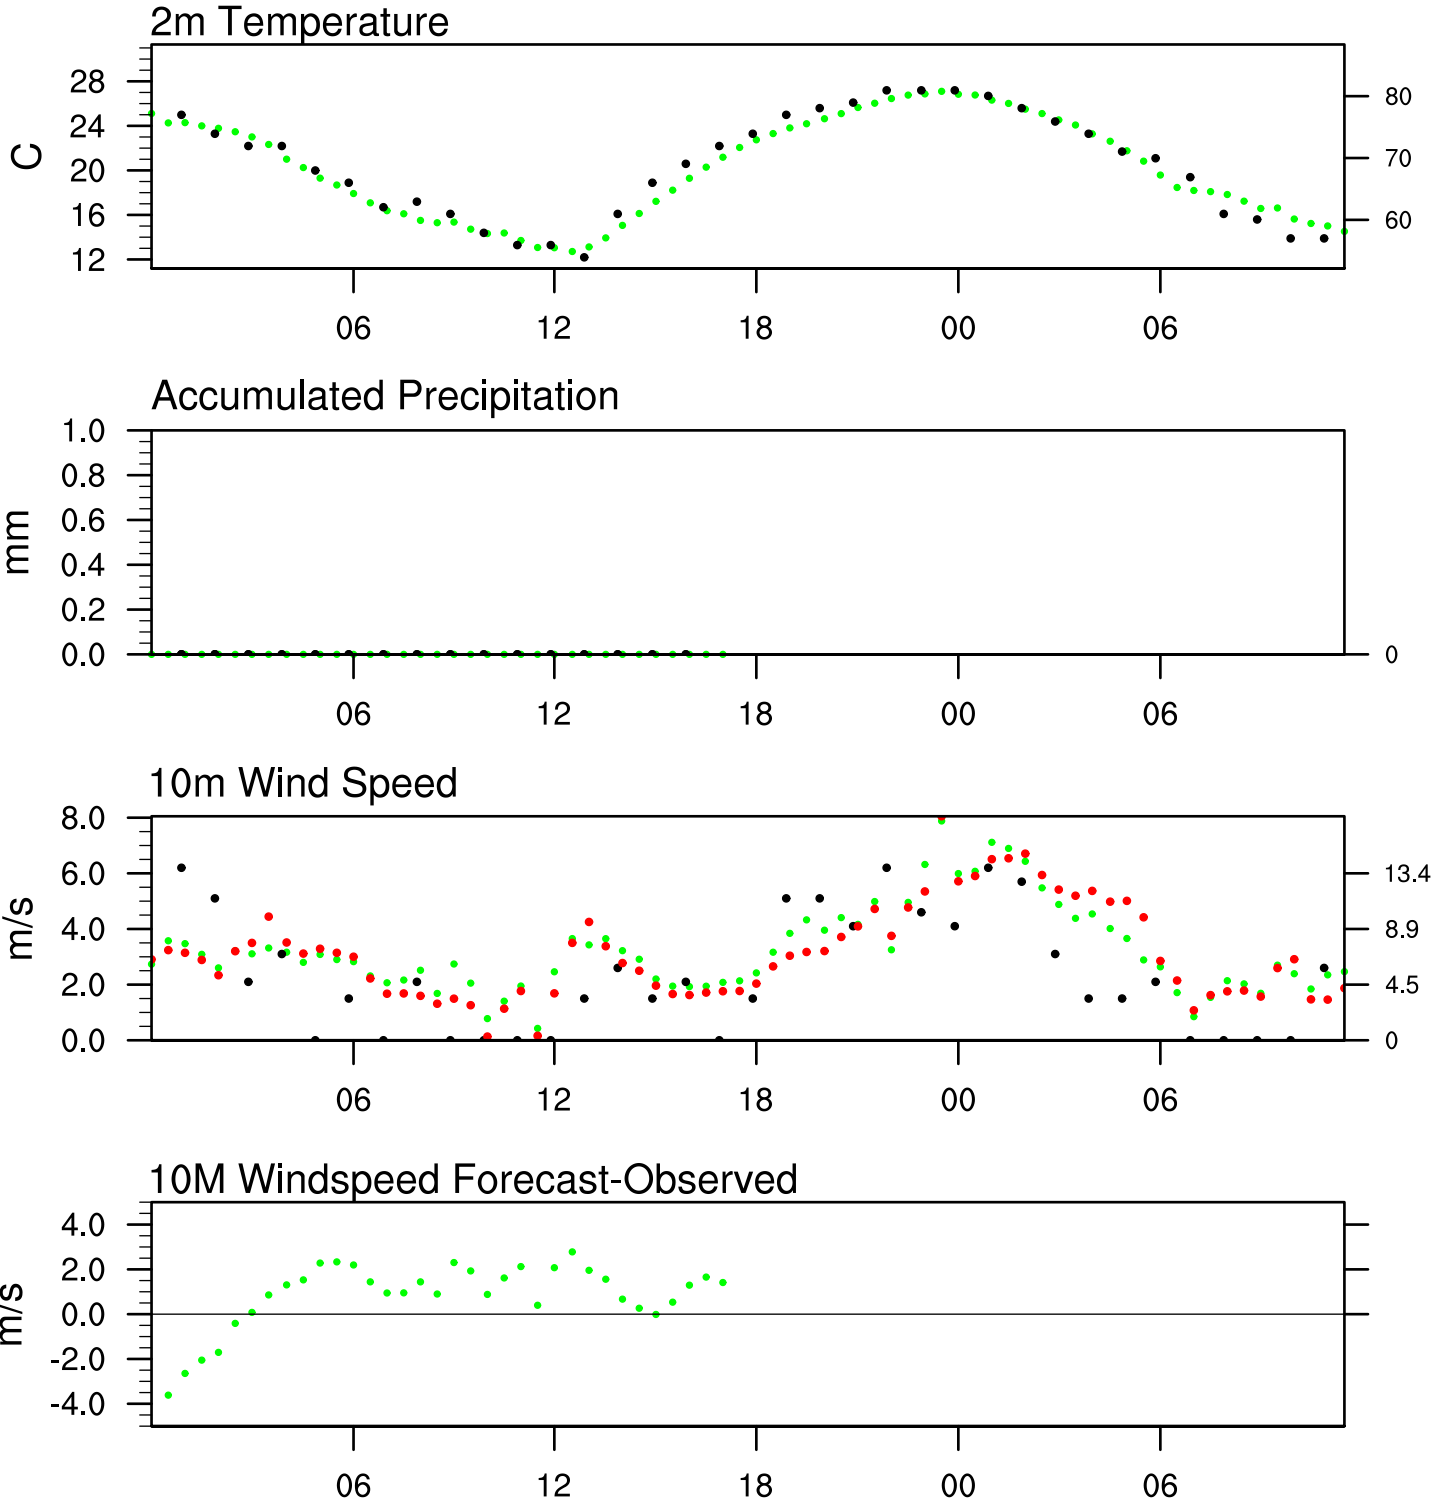 2m Temperature
28
24
20
16
12
C
80
70
60
06 12 18 00 06
Accumulated Precipitation
1.0
0.8
0.6
0.4
0.2
0.0
mm
0
06 12 18 00 06
10m Wind Speed
8.0
6.0
4.0
2.0
0.0
m/s
13.4
8.9
4.5
0
06 12 18 00 06
10M Windspeed Forecast-Observed
4.0
2.0
0.0
-2.0
-4.0
m/s
06 12 18 00 06